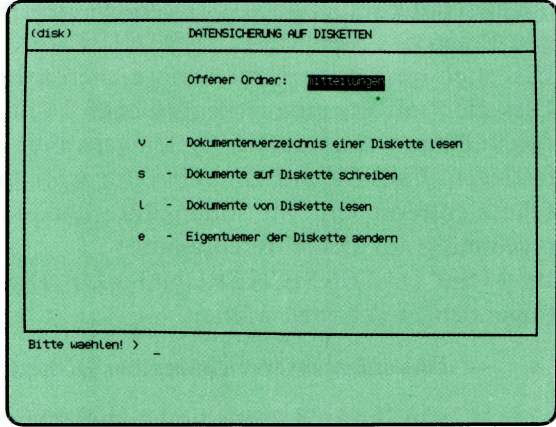 (disk) DATENSICHERUNG AUF DISKETTEN
Offener Ordner: mitteilungen
v - Dokumentenverzeichnis einer Diskette lesen
s - Dokumente auf Diskette schreiben
l - Dokumente von Diskette lesen
e - Eigentuemer der Diskette aendern
Bitte waehlen! > _